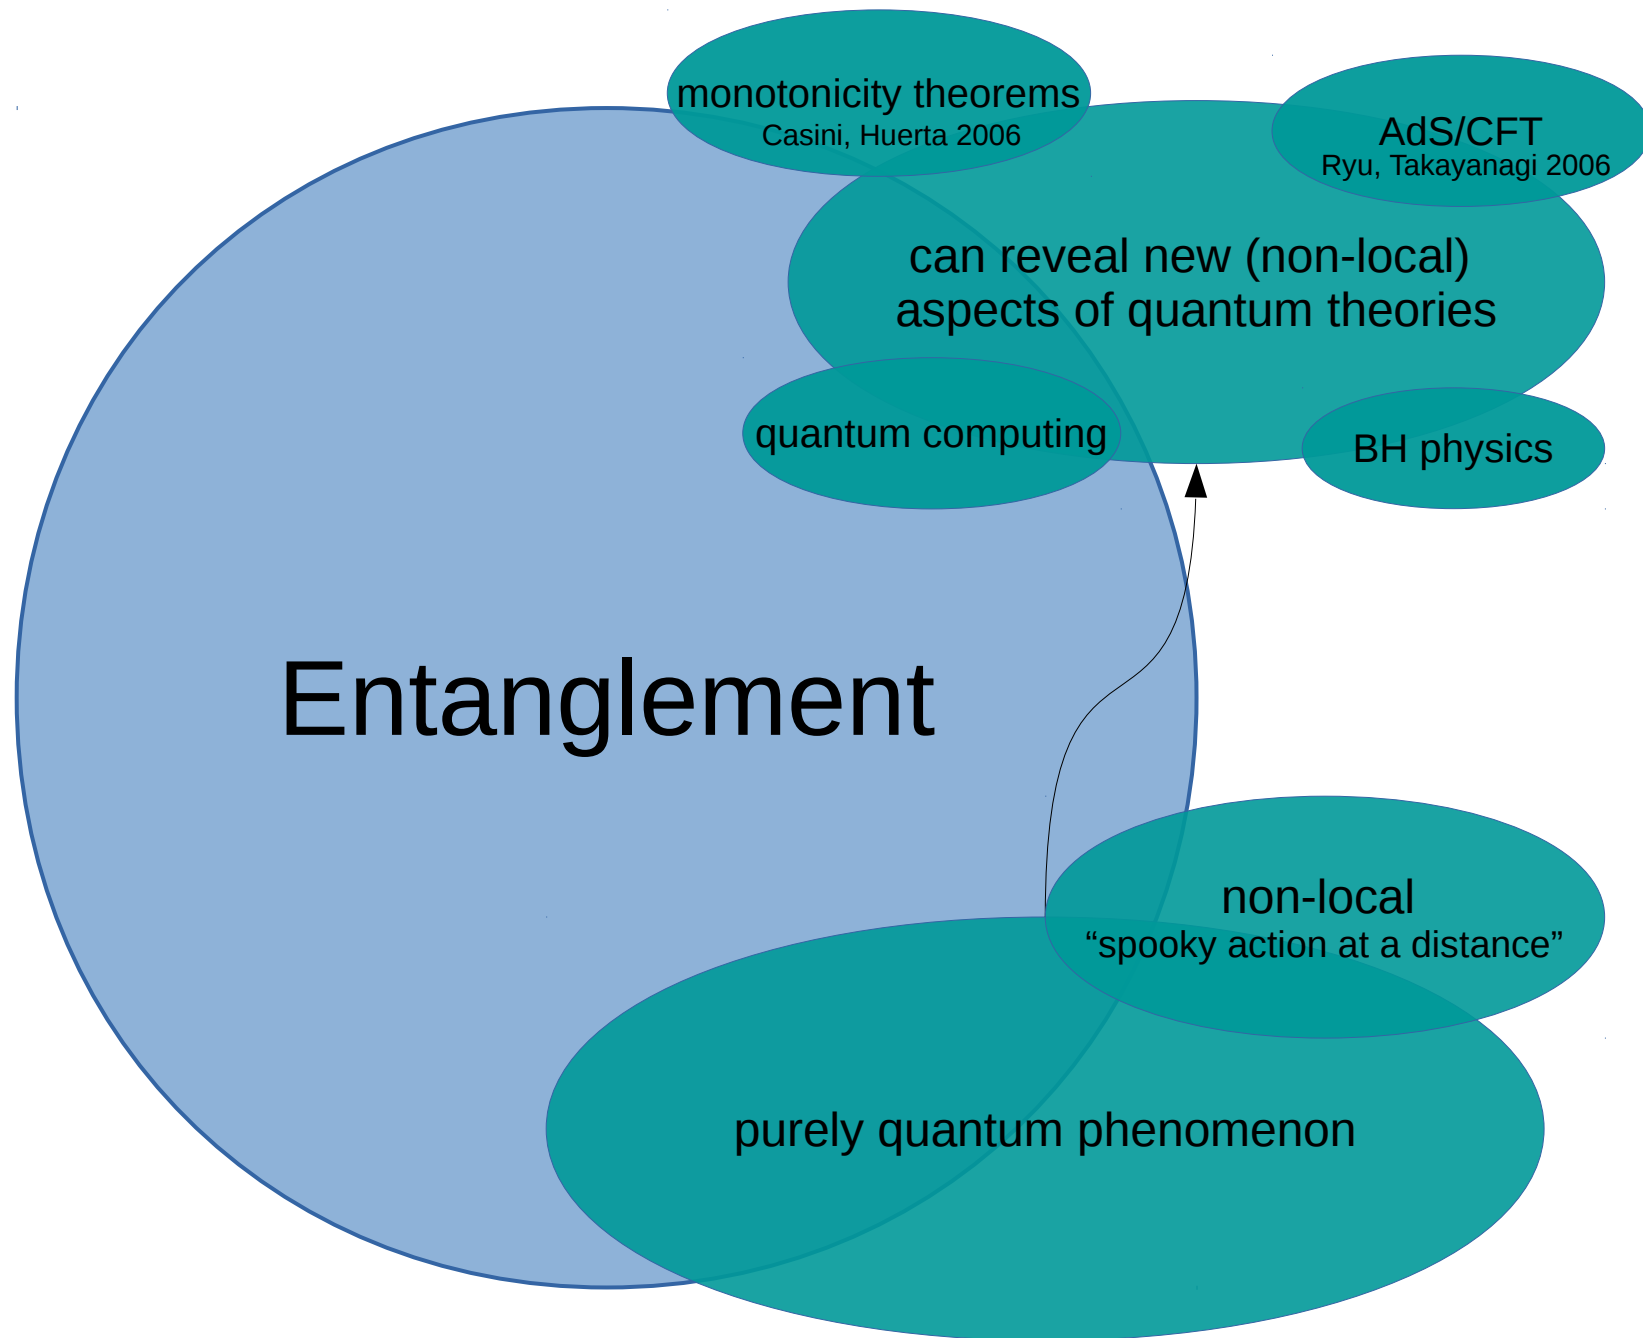 monotonicity theorems
Casini, Huerta 2006
AdS/CFT
Ryu, Takayanagi 2006
can reveal new (non-local)
aspects of quantum theories
quantum computing
BH physics
Entanglement
non-local
“spooky action at a distance”
purely quantum phenomenon